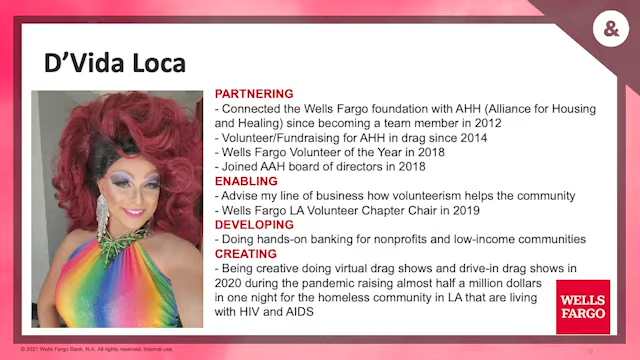 &
D'Vida Loca
PARTNERING
- Connected the Wells Fargo foundation with AHH (Alliance for Housing
and Healing) since becoming a team member in 2012
- Volunteer/Fundraising for AHH in drag since 2014
- Wells Fargo Volunteer of the Year in 2018
- Joined AAH board of directors in 2018
ENABLING
- Advise my line of business how volunteerism helps the community
- Wells Fargo LA Volunteer Chapter Chair in 2019
DEVELOPING
- Doing hands-on banking for nonprofits and low-income communities
CREATING
- Being creative doing virtual drag shows and drive-in drag shows in
2020 during the pandemic raising almost half a million dollars
in one night for the homeless community in LA that are living
with HIV and AIDS
WELLS
FARGO
© 2021 Wells Fargo Bank, N.A. All rights reserved. Internal use.